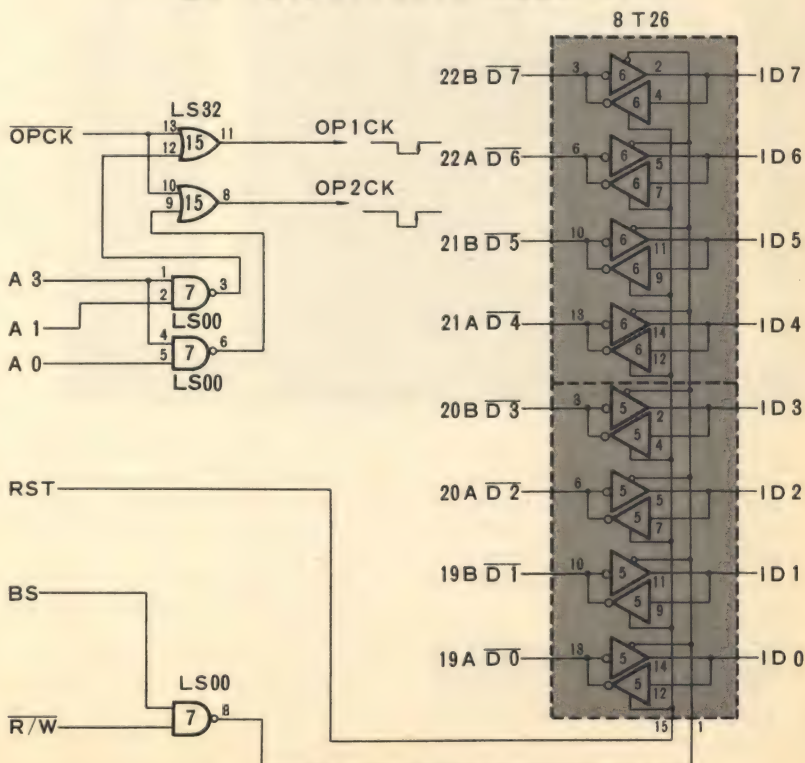 8 T 26
22B D7 3 6 2 ID7
6 4
LS32
OPCK 13 12 15 11 OP1CK
22A D6 6 6 5 ID6
6 7
10 9 15 8 OP2CK
21B D5 10 6 11 ID5
6 9
A 3 1 7 3
2
LS00
A 1
21A D4 13 6 14 ID4
6 12
4 7 6
A 0 5
LS00
20B D3 3 5 2 ID3
5 4
RST
20A D2 6 5 5 ID2
5 7
BS
19B D1 10 5 11 ID1
5 9
19A D0 13 5 14 ID0
5 12
LS00
R/W 7 8
15 1